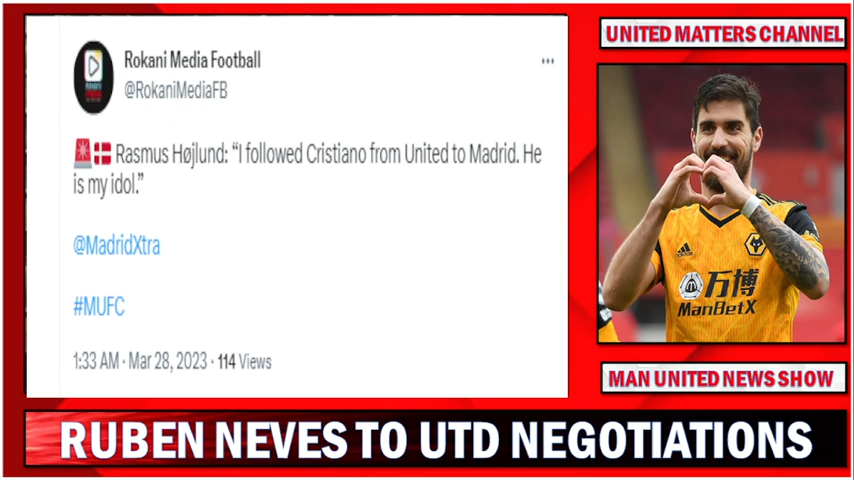 UNITED MATTERS CHANNEL
Rokani Media Football
@RokaniMediaFB
Rasmus Højlund: “I followed Cristiano from United to Madrid. He
is my idol.”
@MadridXtra
#MUFC
1:33 AM · Mar 28, 2023 · 114 Views
万博
ManBetX
MAN UNITED NEWS SHOW
RUBEN NEVES TO UTD NEGOTIATIONS